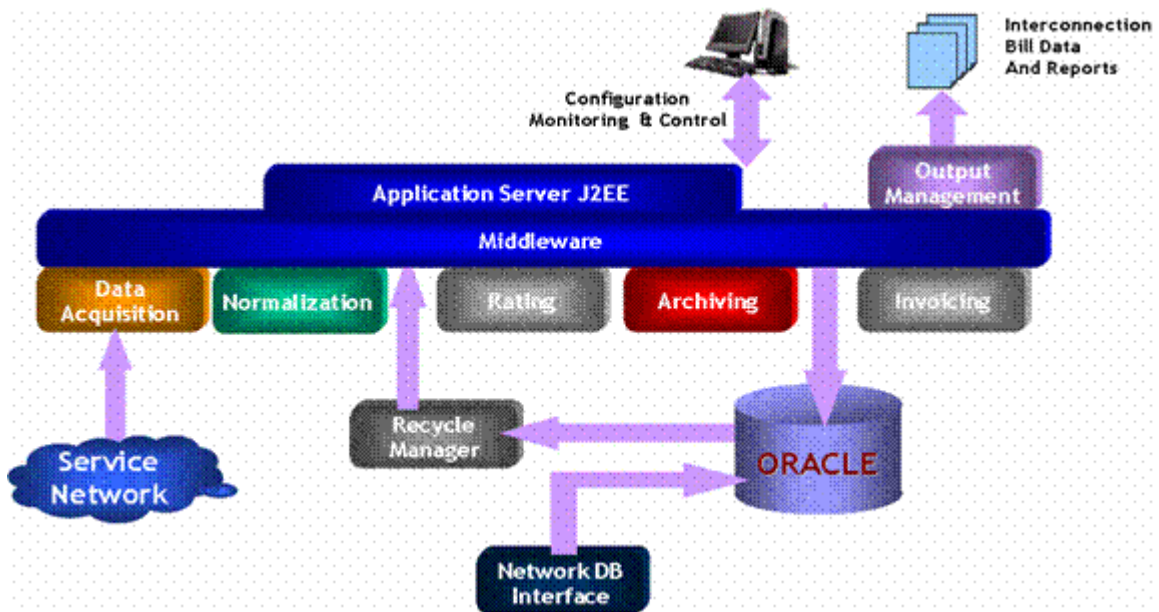 Interconnection
Bill Data
And Reports
Configuration
Monitoring & Control
Output
Management
Application Server J2EE
Middleware
Data
Acquisition
Normalization
Rating
Archiving
Invoicing
Recycle
Manager
Service
Network
ORACLE
Network DB
Interface